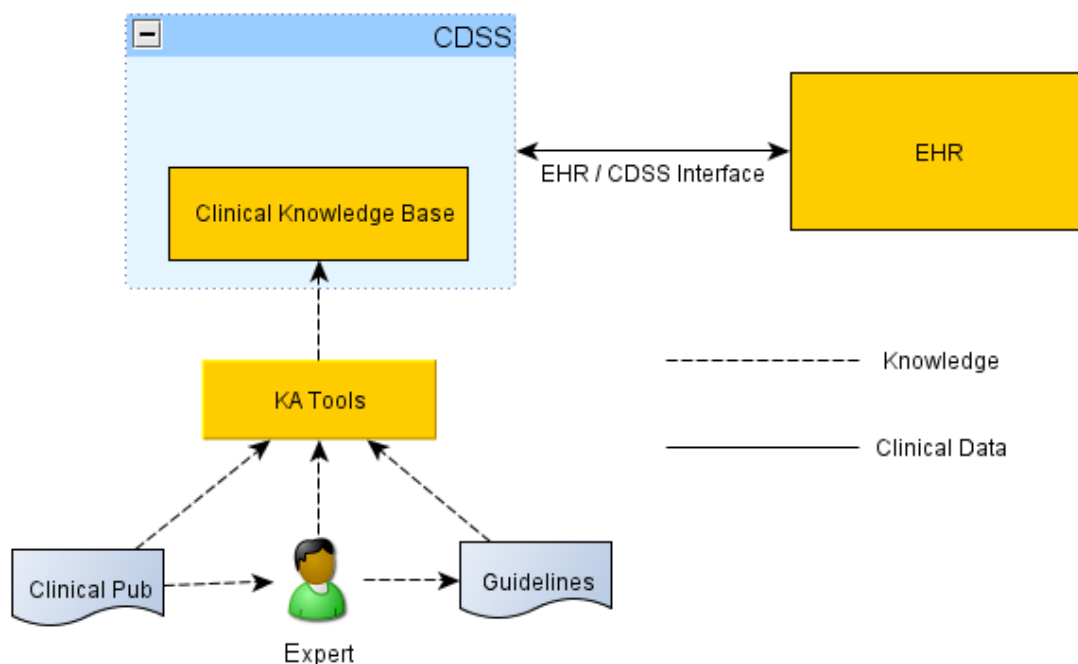 CDSS
EHR
EHR / CDSS Interface
Clinical Knowledge Base
Knowledge
KA Tools
Clinical Data
Clinical Pub
Guidelines
Expert